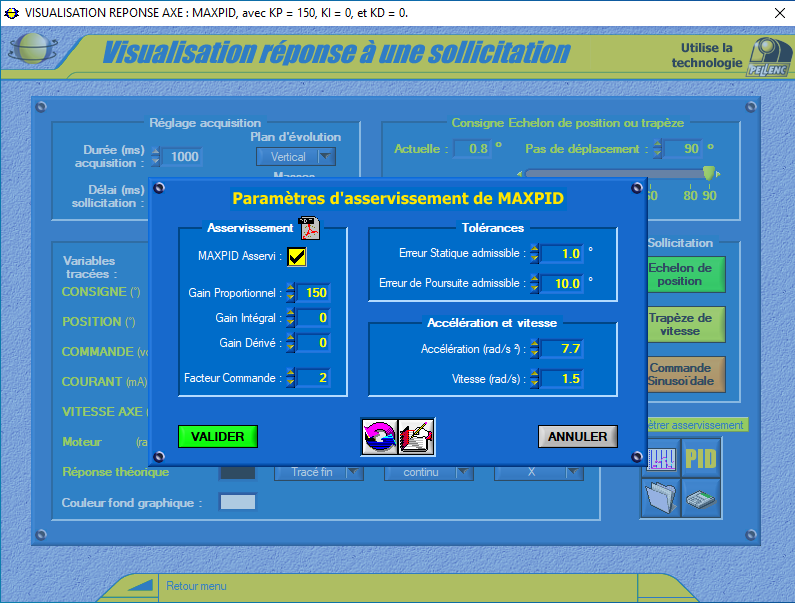 VISUALISATION REPONSE AXE : MAXPID, avec KP = 150, KI = 0, et KD = 0.
Visualisation réponse à une sollicitation
Utilise la
technologie
PELLENC
Réglage acquisition
Durée (ms)
acquisition :
1000
Plan d'évolution
Vertical
Délai (ms)
sollicitation :
Consigne Echelon de position ou trapèze
Actuelle : 0.8 °
Pas de déplacement : 90 °
80 90
Paramètres d'asservissement de MAXPID
Asservissement
MAXPID Asservi :
Gain Proportionnel : 150
Gain Intégral : 0
Gain Dérivé : 0
Facteur Commande : 2
Tolérances
Erreur Statique admissible : 1.0 °
Erreur de Poursuite admissible : 10.0 °
Accélération et vitesse
Accélération (rad/s ²) : 7.7
Vitesse (rad/s) : 1.5
VALIDER
ANNULER
Variables
tracées :
CONSIGNE (°)
POSITION (°)
COMMANDE
COURANT (mA)
VITESSE AXE
Moteur
Réponse théorique
Tracé fin
continu
X
Couleur fond graphique :
Sollicitation
Echelon de
position
Trapèze de
vitesse
Commande
Sinusoïdale
asservissement
PID
Retour menu